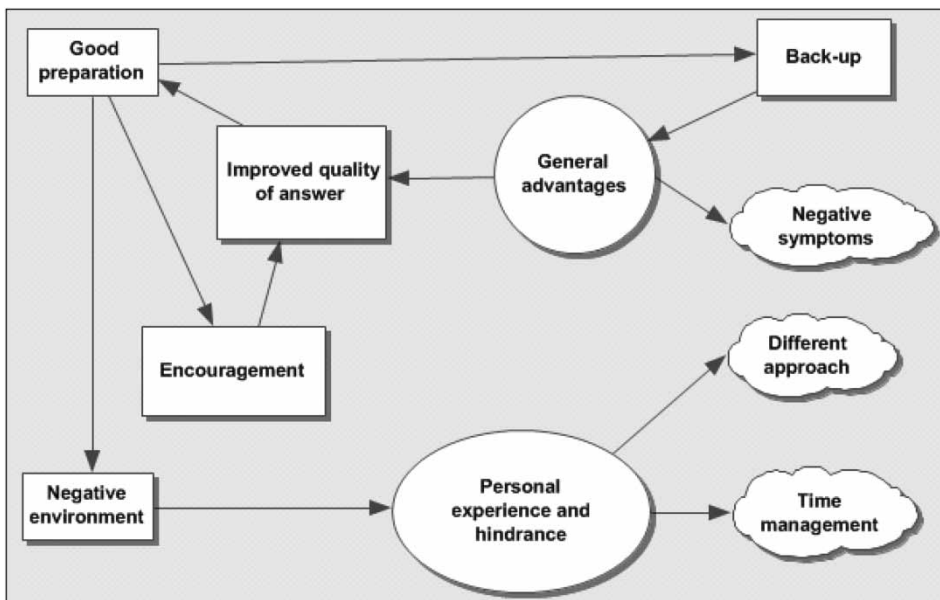 Good
preparation
Back-up
Improved quality
of answer
General
advantages
Negative
symptoms
Encouragement
Different
approach
Negative
environment
Personal
experience and
hindrance
Time
management